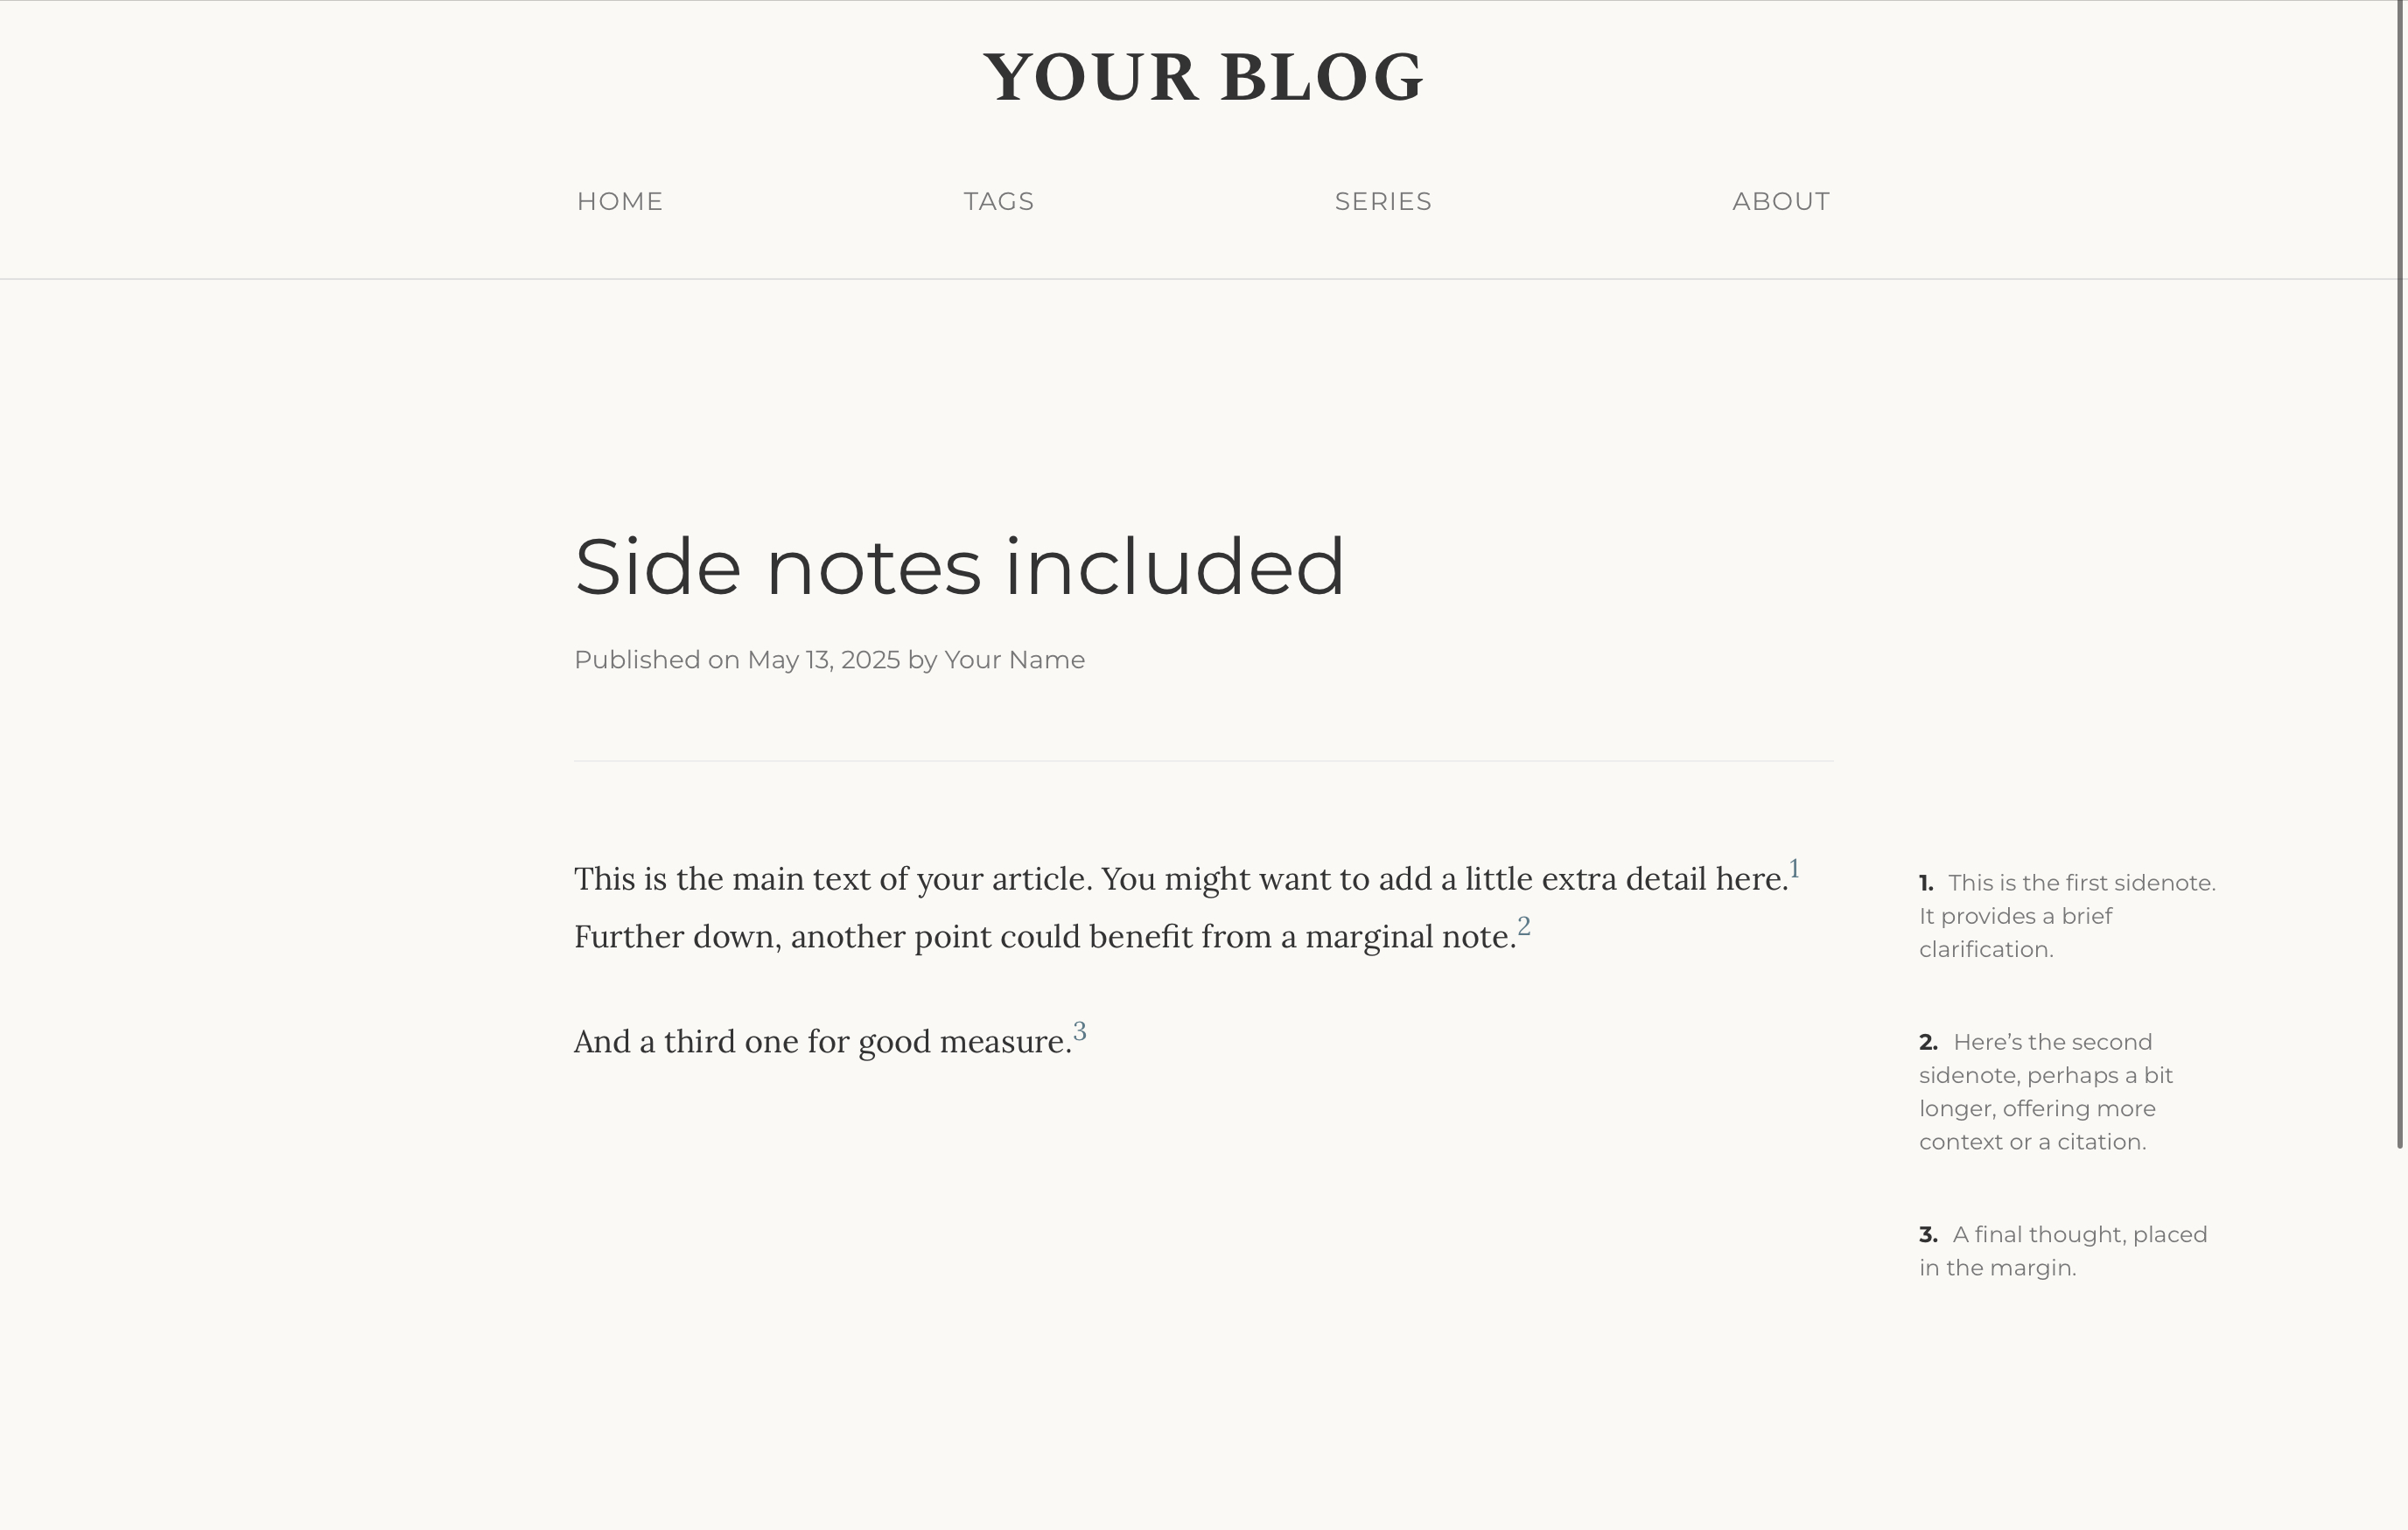 YOUR BLOG
HOME TAGS SERIES ABOUT
Side notes included
Published on May 13, 2025 by Your Name
This is the main text of your article. You might want to add a little extra detail here.1
Further down, another point could benefit from a marginal note.2
And a third one for good measure.3
1. This is the first sidenote.
It provides a brief
clarification.
2. Here’s the second
sidenote, perhaps a bit
longer, offering more
context or a citation.
3. A final thought, placed
in the margin.